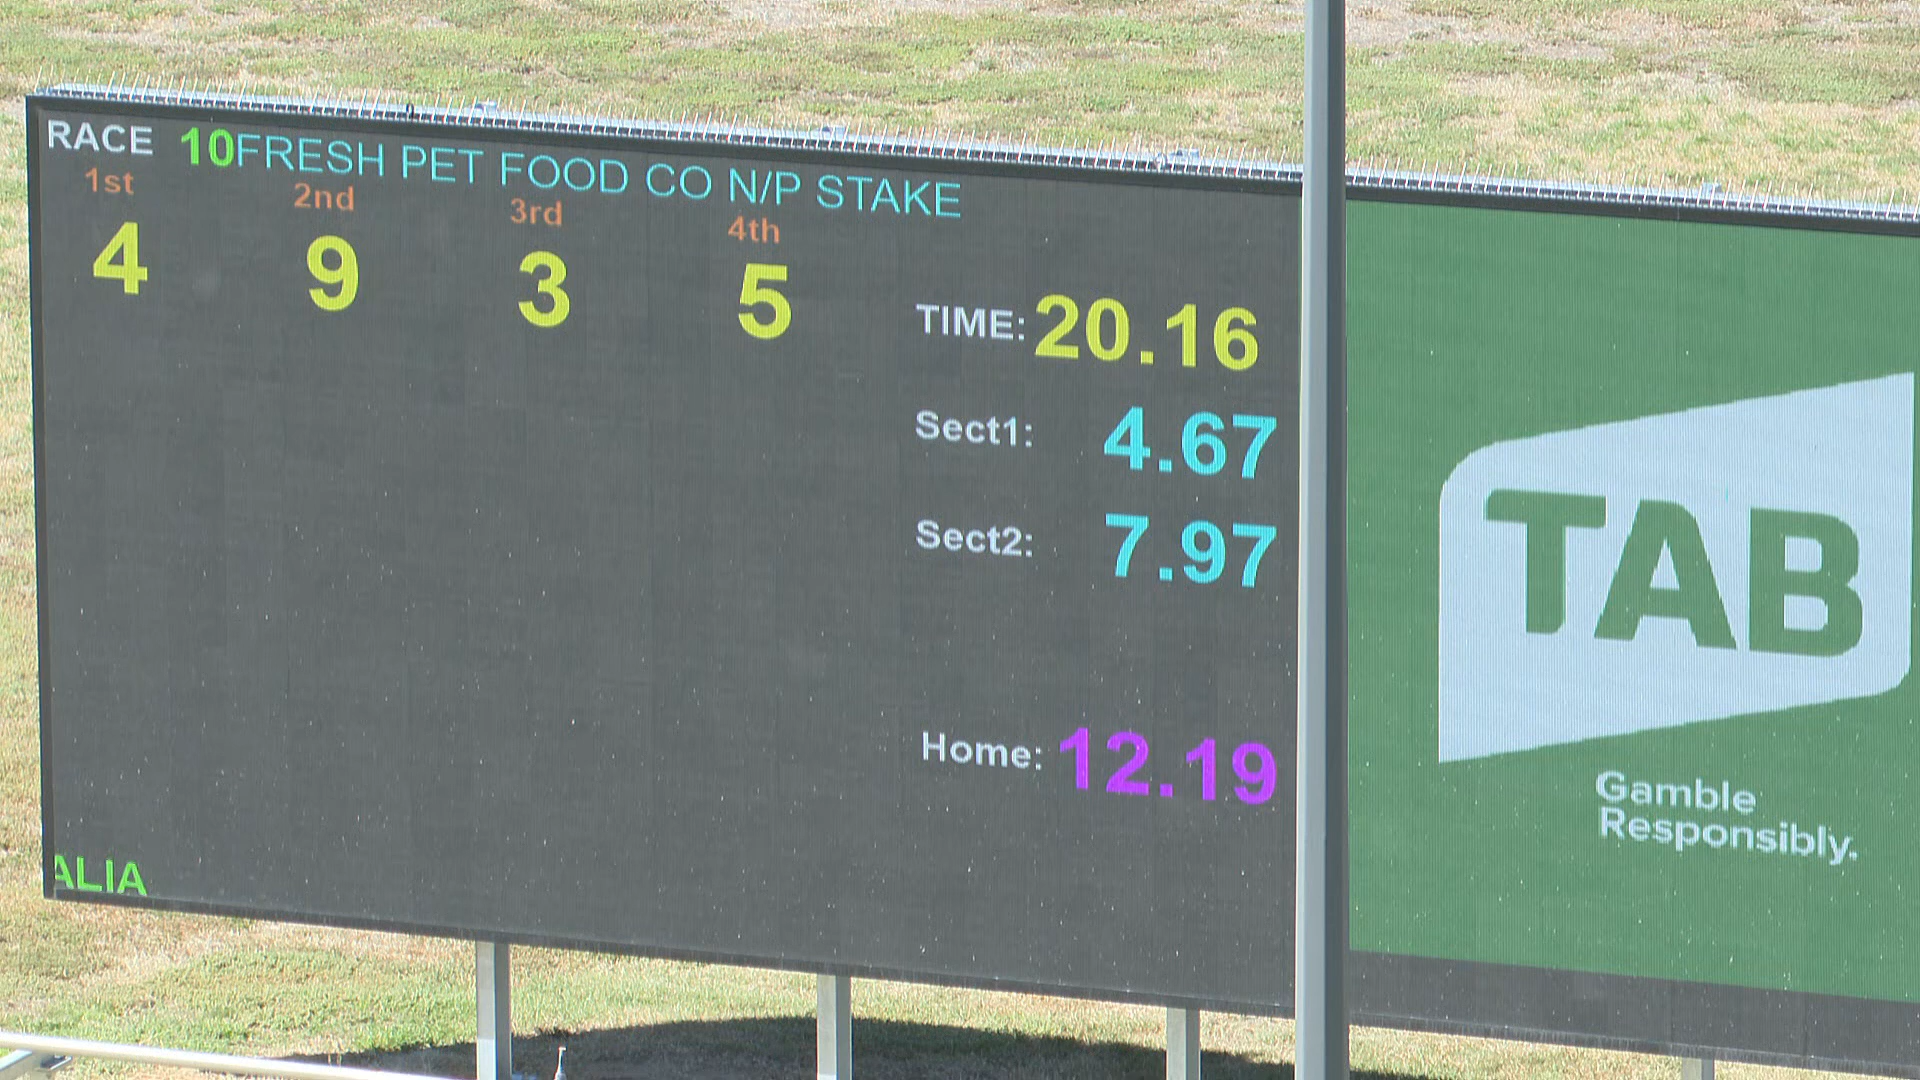 RACE 10FRESH PET FOOD CO N/P STAKE
1st 2nd 3rd 4th
4 9 3 5
TIME: 20.16
Sect1: 4.67
Sect2: 7.97
Home: 12.19
ALIA
TAB
Gamble
Responsibly.